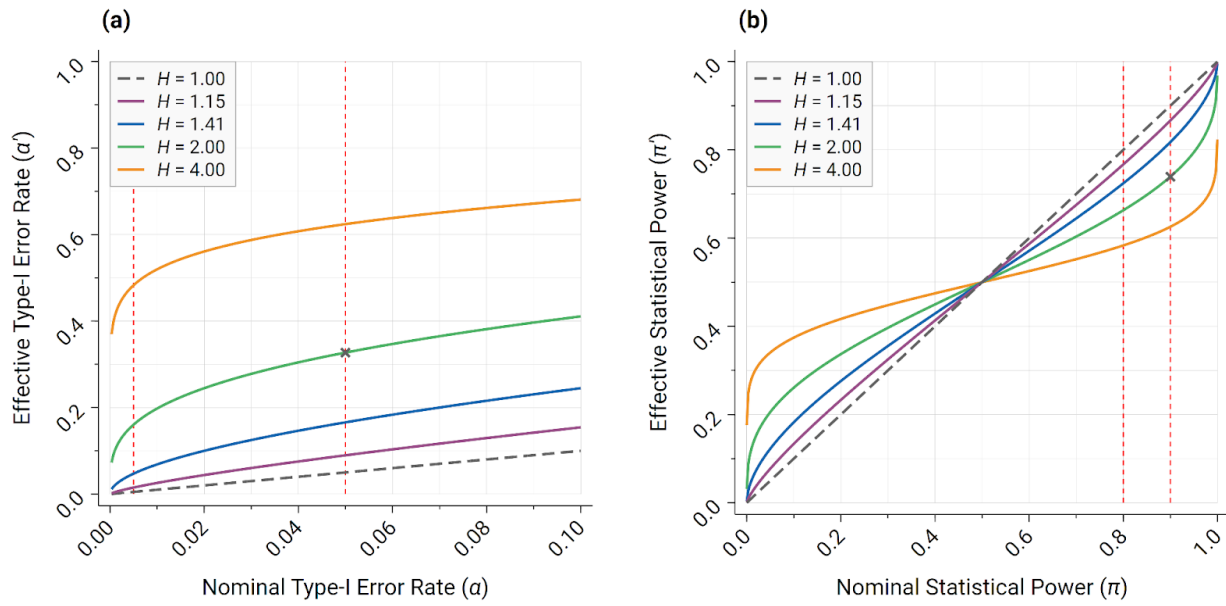 (a)
Effective Type-I Error Rate (α′)
1.0
0.8
0.6
0.4
0.2
0.0
H = 1.00
H = 1.15
H = 1.41
H = 2.00
H = 4.00
0.00
0.02
0.04
0.06
0.08
0.10
Nominal Type-I Error Rate (α)
(b)
Effective Statistical Power (π′)
1.0
0.8
0.6
0.4
0.2
0.0
H = 1.00
H = 1.15
H = 1.41
H = 2.00
H = 4.00
0.0
0.2
0.4
0.6
0.8
1.0
Nominal Statistical Power (π)